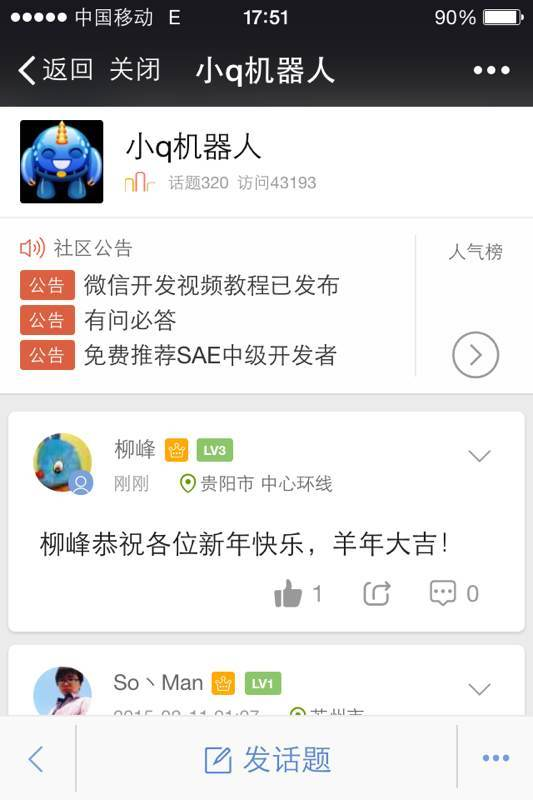 中国移动 E 17:51 90%
返回 关闭 小q机器人
小q机器人
话题320 访问43193
社区公告
人气榜
公告 微信开发视频教程已发布
公告 有问必答
公告 免费推荐SAE中级开发者
柳峰 LV3
刚刚 贵阳市 中心环线
柳峰恭祝各位新年快乐，羊年大吉！
1 0
So丶Man LV1
发话题